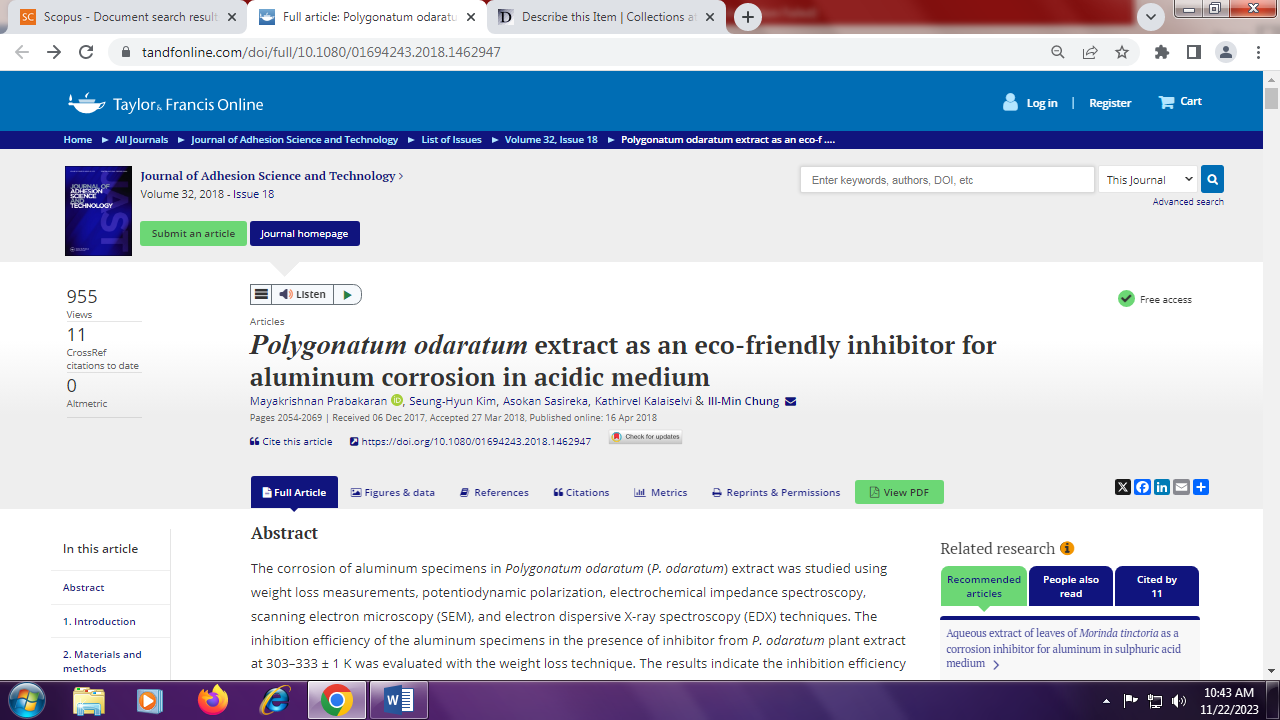 Scopus - Document search result
Full article: Polygonatum odaratu
Describe this Item | Collections at
tandfonline.com/doi/full/10.1080/01694243.2018.1462947
Taylor & Francis Online
Log in | Register Cart
Home ▶ All Journals ▶ Journal of Adhesion Science and Technology ▶ List of Issues ▶ Volume 32, Issue 18 ▶ Polygonatum odaratum extract as an eco-f ....
JOURNAL OF
ADHESION
SCIENCE AND
TECHNOLOGY
JAST
Journal of Adhesion Science and Technology >
Volume 32, 2018 - Issue 18
Submit an article Journal homepage
Enter keywords, authors, DOI, etc This Journal
Advanced search
955
Views
11
CrossRef
citations to date
0
Altmetric
Listen
Free access
Articles
Polygonatum odaratum extract as an eco-friendly inhibitor for
aluminum corrosion in acidic medium
Mayakrishnan Prabakaran iD, Seung-Hyun Kim, Asokan Sasireka, Kathirvel Kalaiselvi & Ill-Min Chung
Pages 2054-2069 | Received 06 Dec 2017, Accepted 27 Mar 2018, Published online: 16 Apr 2018
Cite this article https://doi.org/10.1080/01694243.2018.1462947 Check for updates
Full Article Figures & data References Citations Metrics Reprints & Permissions View PDF
In this article
Abstract
1. Introduction
2. Materials and
methods
Abstract
The corrosion of aluminum specimens in Polygonatum odaratum (P. odaratum) extract was studied using
weight loss measurements, potentiodynamic polarization, electrochemical impedance spectroscopy,
scanning electron microscopy (SEM), and electron dispersive X-ray spectroscopy (EDX) techniques. The
inhibition efficiency of the aluminum specimens in the presence of inhibitor from P. odaratum plant extract
at 303–333 ± 1 K was evaluated with the weight loss technique. The results indicate the inhibition efficiency
Related research
Recommended
articles
People also
read
Cited by
11
Aqueous extract of leaves of Morinda tinctoria as a
corrosion inhibitor for aluminum in sulphuric acid
medium >
10:43 AM
11/22/2023